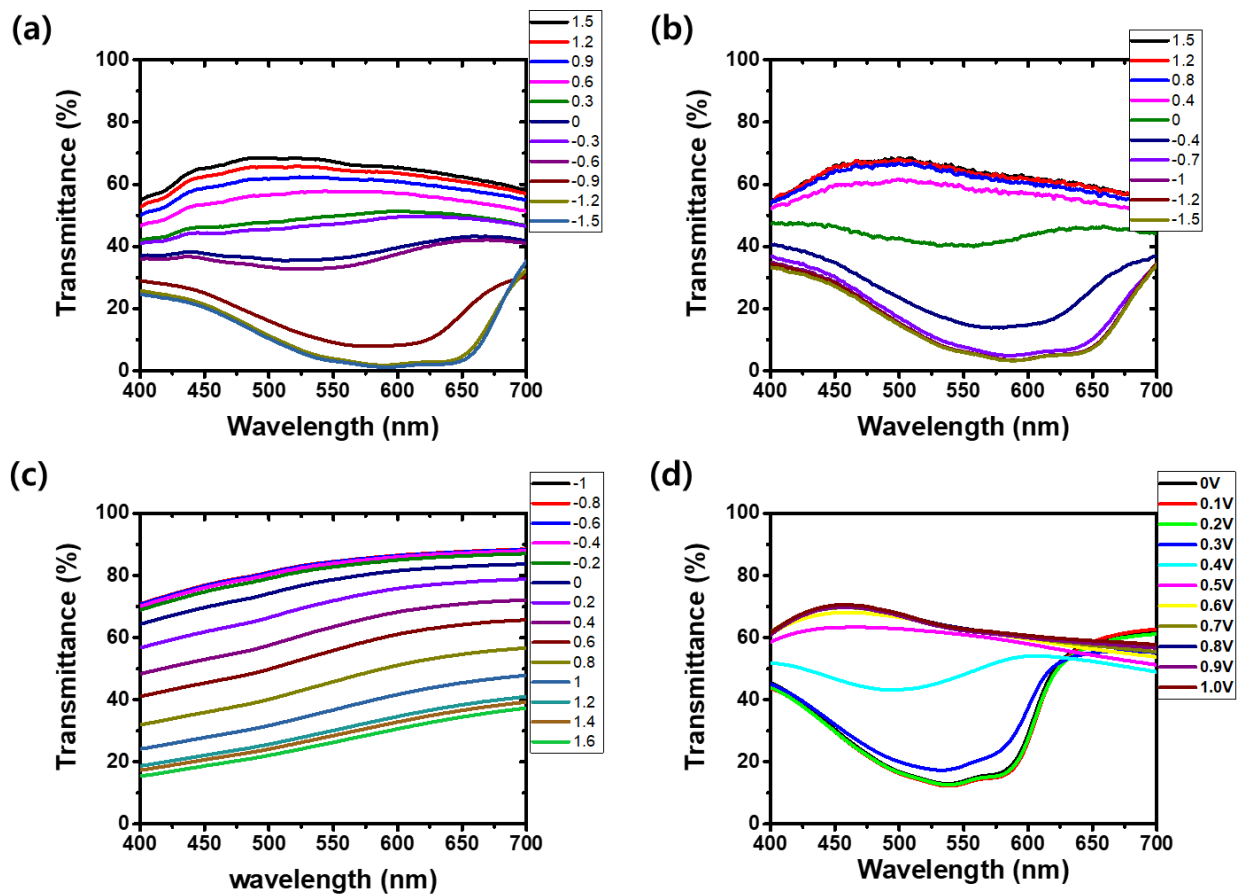 (a)
1.5
1.2
0.9
0.6
0.3
0
-0.3
-0.6
-0.9
-1.2
-1.5
100
80
60
40
20
0
Transmittance (%)
400 450 500 550 600 650 700
Wavelength (nm)
(b)
1.5
1.2
0.8
0.4
0
-0.4
-0.7
-1
-1.2
-1.5
100
80
60
40
20
0
Transmittance (%)
400 450 500 550 600 650 700
Wavelength (nm)
(c)
-1
-0.8
-0.6
-0.4
-0.2
0
0.2
0.4
0.6
0.8
1
1.2
1.4
1.6
100
80
60
40
20
0
Transmittance (%)
400 450 500 550 600 650 700
wavelength (nm)
(d)
0V
0.1V
0.2V
0.3V
0.4V
0.5V
0.6V
0.7V
0.8V
0.9V
1.0V
100
80
60
40
20
0
Transmittance (%)
400 450 500 550 600 650 700
Wavelength (nm)